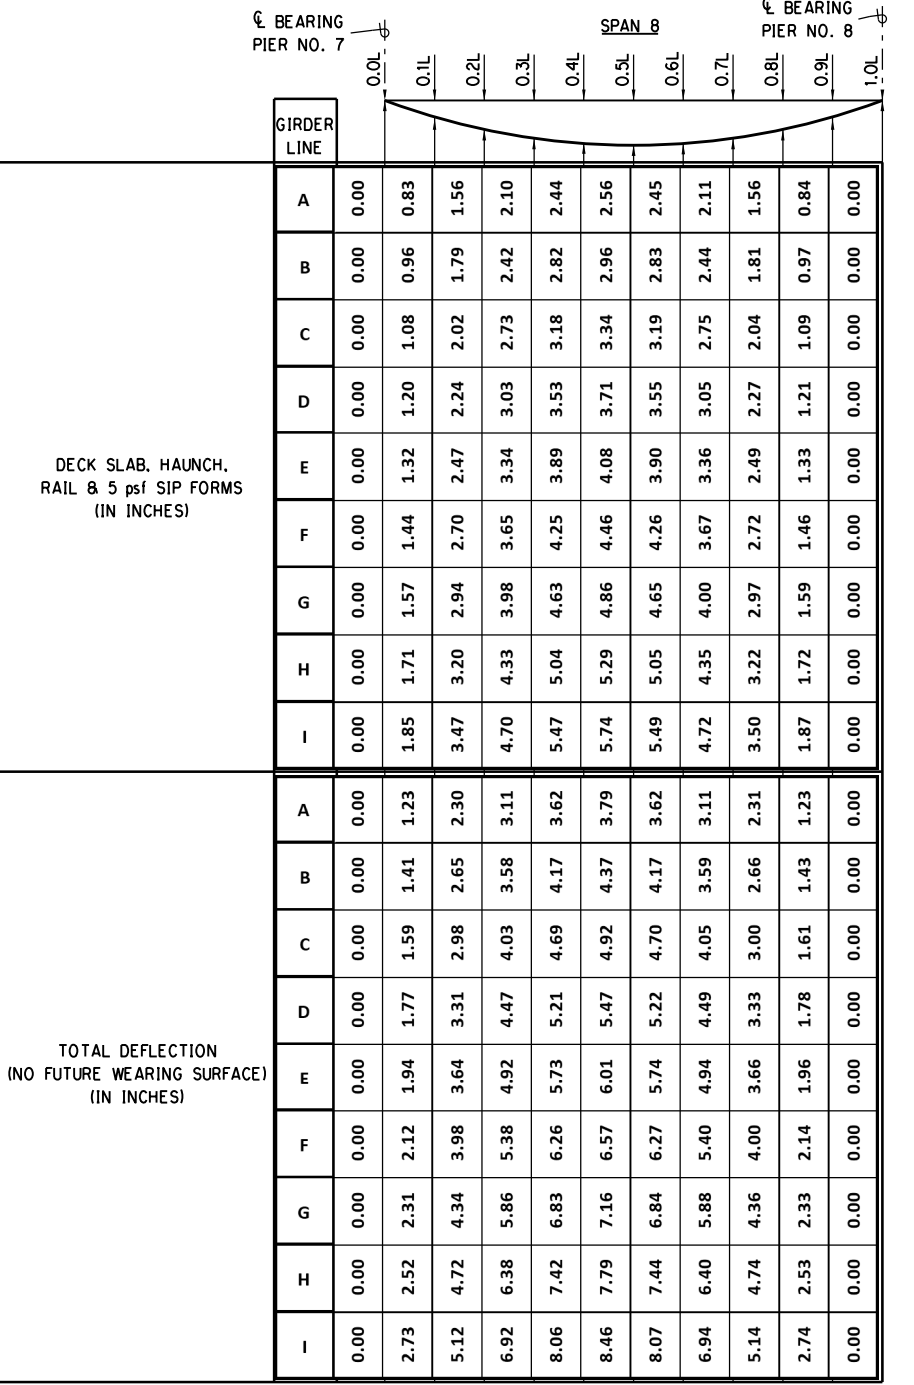 ℄ BEARING
PIER NO. 7
SPAN 8
℄ BEARING
PIER NO. 8
0.0L 0.1L 0.2L 0.3L 0.4L 0.5L 0.6L 0.7L 0.8L 0.9L 1.0L
GIRDER
LINE
DECK SLAB, HAUNCH,
RAIL & 5 psf SIP FORMS
(IN INCHES)
A 0.00 0.83 1.56 2.10 2.44 2.56 2.45 2.11 1.56 0.84 0.00
B 0.00 0.96 1.79 2.42 2.82 2.96 2.83 2.44 1.81 0.97 0.00
C 0.00 1.08 2.02 2.73 3.18 3.34 3.19 2.75 2.04 1.09 0.00
D 0.00 1.20 2.24 3.03 3.53 3.71 3.55 3.05 2.27 1.21 0.00
E 0.00 1.32 2.47 3.34 3.89 4.08 3.90 3.36 2.49 1.33 0.00
F 0.00 1.44 2.70 3.65 4.25 4.46 4.26 3.67 2.72 1.46 0.00
G 0.00 1.57 2.94 3.98 4.63 4.86 4.65 4.00 2.97 1.59 0.00
H 0.00 1.71 3.20 4.33 5.04 5.29 5.05 4.35 3.22 1.72 0.00
I 0.00 1.85 3.47 4.70 5.47 5.74 5.49 4.72 3.50 1.87 0.00
TOTAL DEFLECTION
(NO FUTURE WEARING SURFACE)
(IN INCHES)
A 0.00 1.23 2.30 3.11 3.62 3.79 3.62 3.11 2.31 1.23 0.00
B 0.00 1.41 2.65 3.58 4.17 4.37 4.17 3.59 2.66 1.43 0.00
C 0.00 1.59 2.98 4.03 4.69 4.92 4.70 4.05 3.00 1.61 0.00
D 0.00 1.77 3.31 4.47 5.21 5.47 5.22 4.49 3.33 1.78 0.00
E 0.00 1.94 3.64 4.92 5.73 6.01 5.74 4.94 3.66 1.96 0.00
F 0.00 2.12 3.98 5.38 6.26 6.57 6.27 5.40 4.00 2.14 0.00
G 0.00 2.31 4.34 5.86 6.83 7.16 6.84 5.88 4.36 2.33 0.00
H 0.00 2.52 4.72 6.38 7.42 7.79 7.44 6.40 4.74 2.53 0.00
I 0.00 2.73 5.12 6.92 8.06 8.46 8.07 6.94 5.14 2.74 0.00